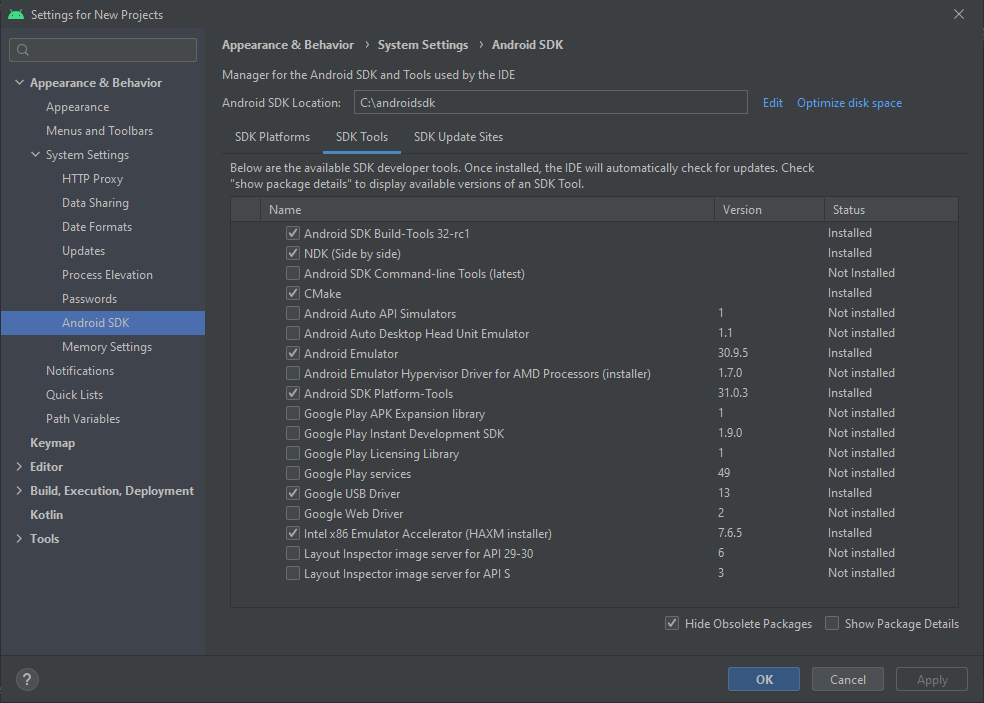 Settings for New Projects
Appearance & Behavior
Appearance
Menus and Toolbars
System Settings
HTTP Proxy
Data Sharing
Date Formats
Updates
Process Elevation
Passwords
Android SDK
Memory Settings
Notifications
Quick Lists
Path Variables
Keymap
Editor
Build, Execution, Deployment
Kotlin
Tools
Appearance & Behavior › System Settings › Android SDK
Manager for the Android SDK and Tools used by the IDE
Android SDK Location: C:\androidsdk Edit Optimize disk space
SDK Platforms SDK Tools SDK Update Sites
Below are the available SDK developer tools. Once installed, the IDE will automatically check for updates. Check
"show package details" to display available versions of an SDK Tool.
Name Version Status
Android SDK Build-Tools 32-rc1 Installed
NDK (Side by side) Installed
Android SDK Command-line Tools (latest) Not Installed
CMake Installed
Android Auto API Simulators 1 Not installed
Android Auto Desktop Head Unit Emulator 1.1 Not installed
Android Emulator 30.9.5 Installed
Android Emulator Hypervisor Driver for AMD Processors (installer) 1.7.0 Not installed
Android SDK Platform-Tools 31.0.3 Installed
Google Play APK Expansion library 1 Not installed
Google Play Instant Development SDK 1.9.0 Not installed
Google Play Licensing Library 1 Not installed
Google Play services 49 Not installed
Google USB Driver 13 Installed
Google Web Driver 2 Not installed
Intel x86 Emulator Accelerator (HAXM installer) 7.6.5 Installed
Layout Inspector image server for API 29-30 6 Not installed
Layout Inspector image server for API S 3 Not installed
Hide Obsolete Packages Show Package Details
? OK Cancel Apply